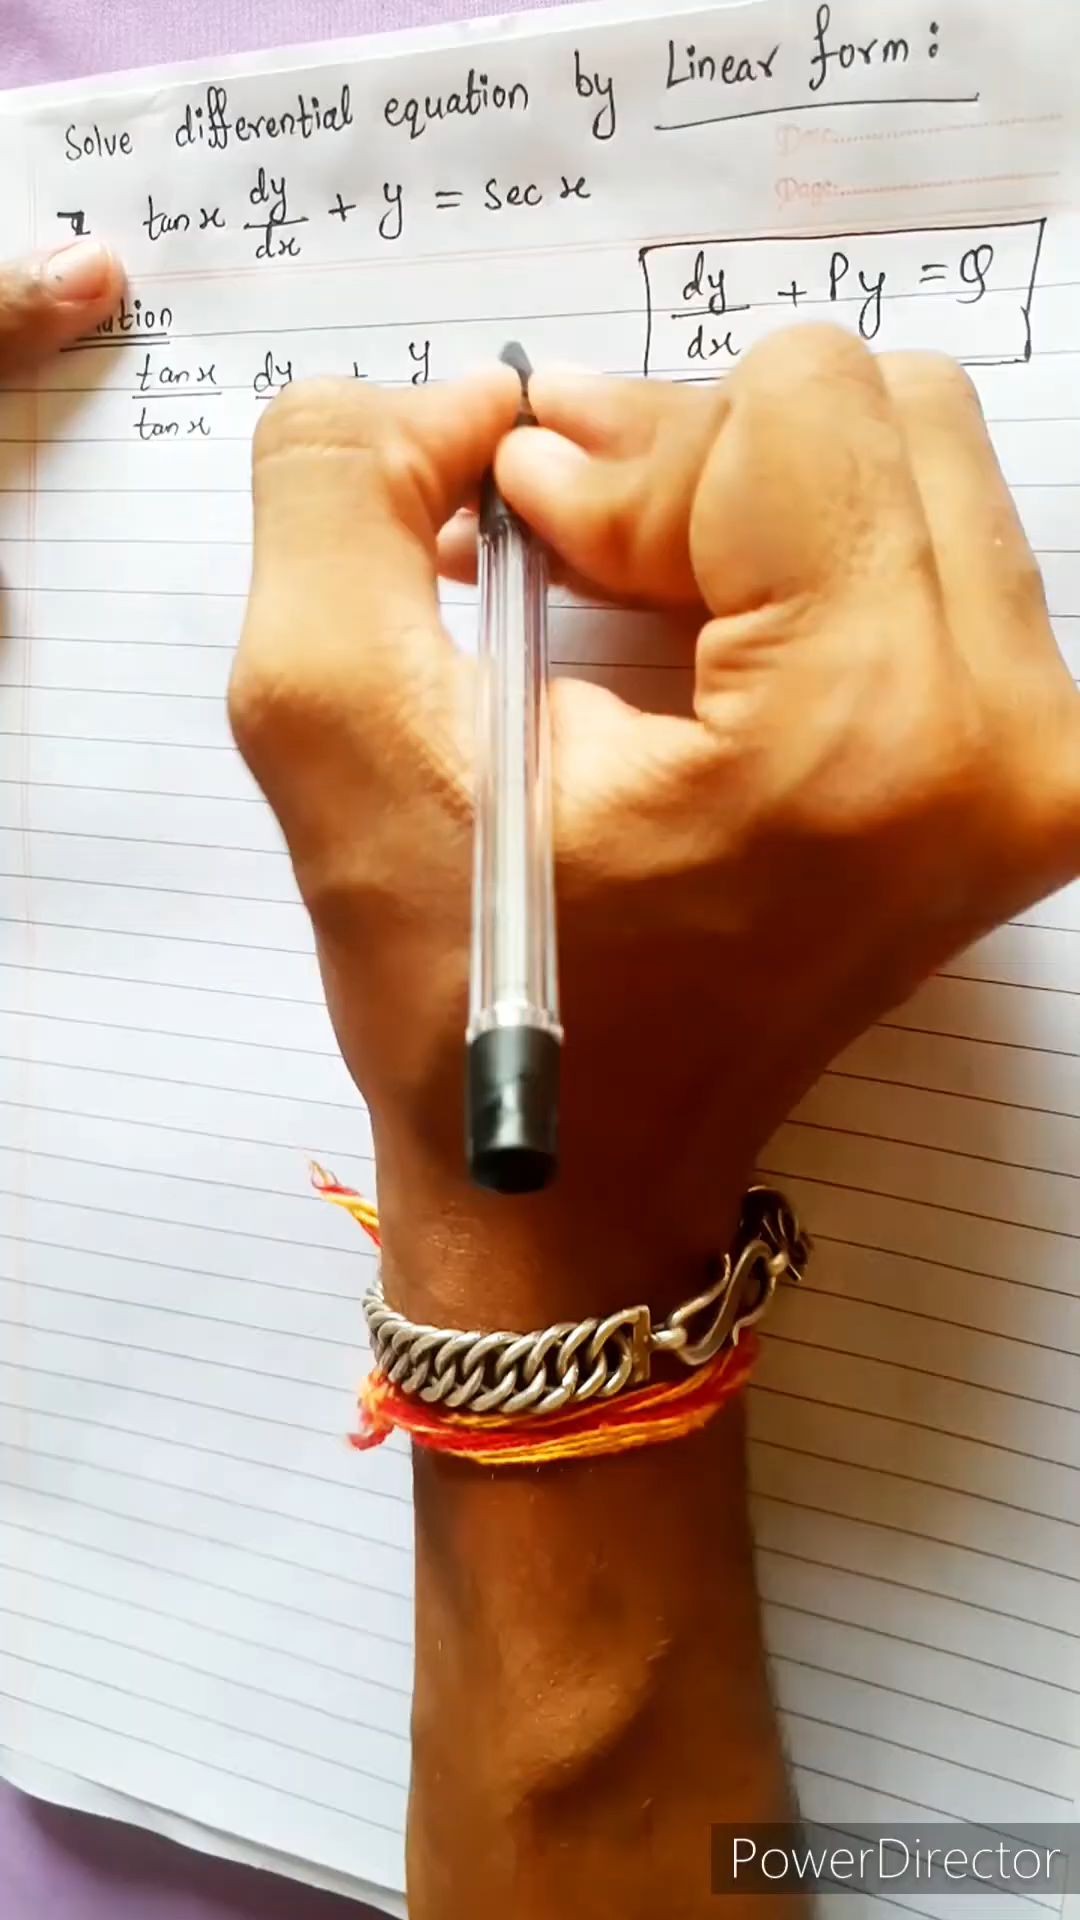 Solve differential equation by Linear form:
Date
Page:
tan x dy/dx + y = sec x
dy/dx + Py = Q
tan x/tan x dy + y
PowerDirector